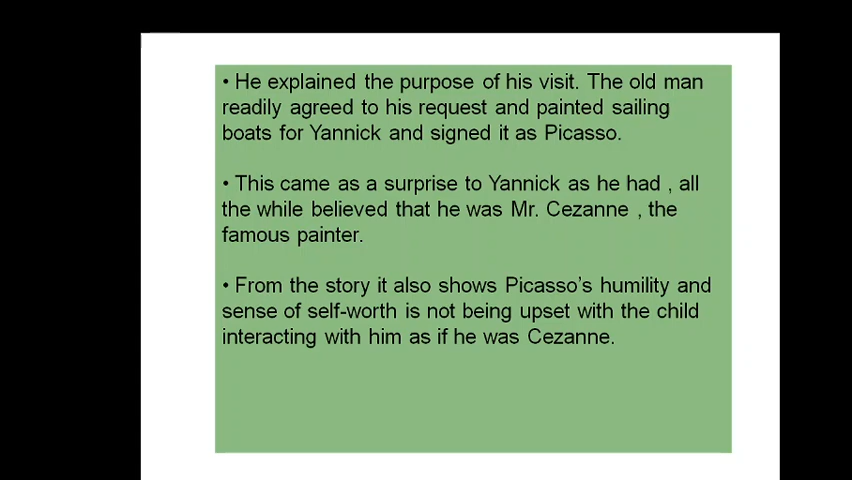 • He explained the purpose of his visit. The old man
readily agreed to his request and painted sailing
boats for Yannick and signed it as Picasso.
• This came as a surprise to Yannick as he had , all
the while believed that he was Mr. Cezanne , the
famous painter.
• From the story it also shows Picasso’s humility and
sense of self-worth is not being upset with the child
interacting with him as if he was Cezanne.